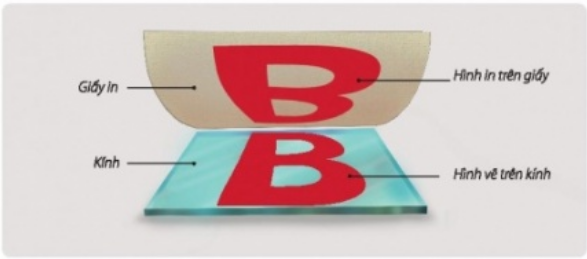 Giấy in
Hình in trên giấy
B
Kính
B
Hình vẽ trên kính